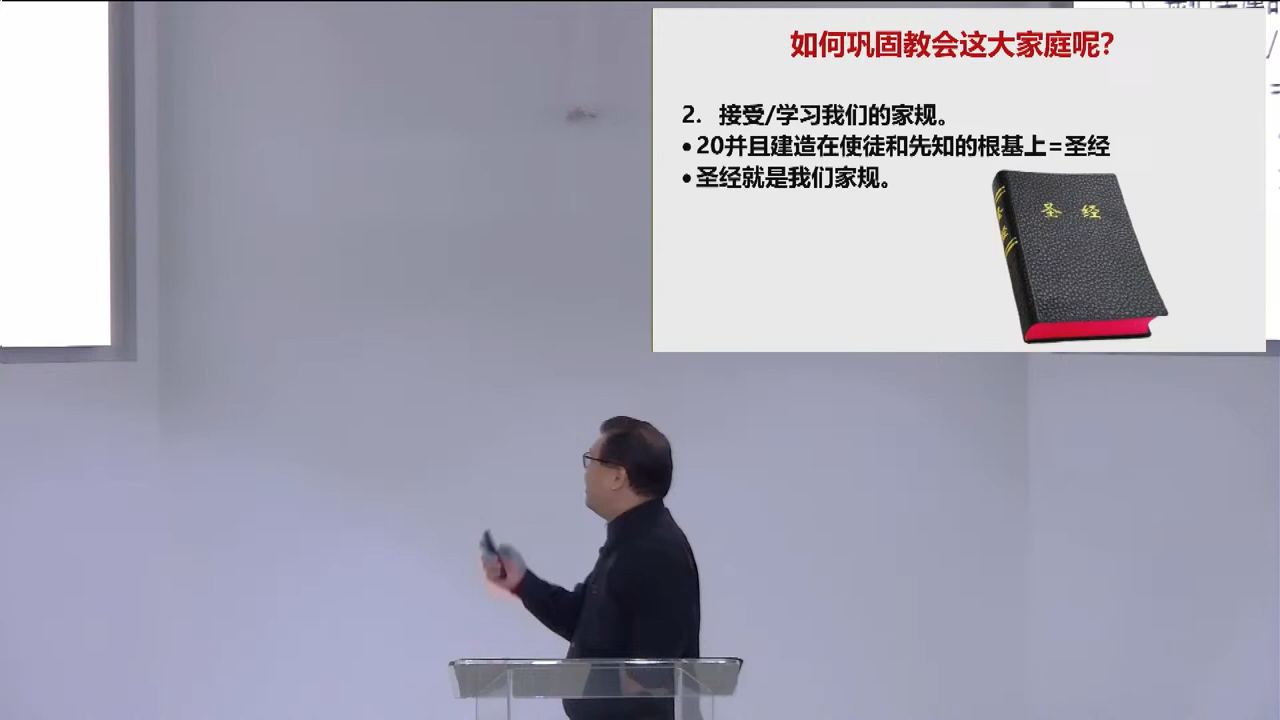 如何巩固教会这大家庭呢?
2. 接受/学习我们的家规。
•20并且建造在使徒和先知的根基上=圣经
•圣经就是我们家规。
圣 经